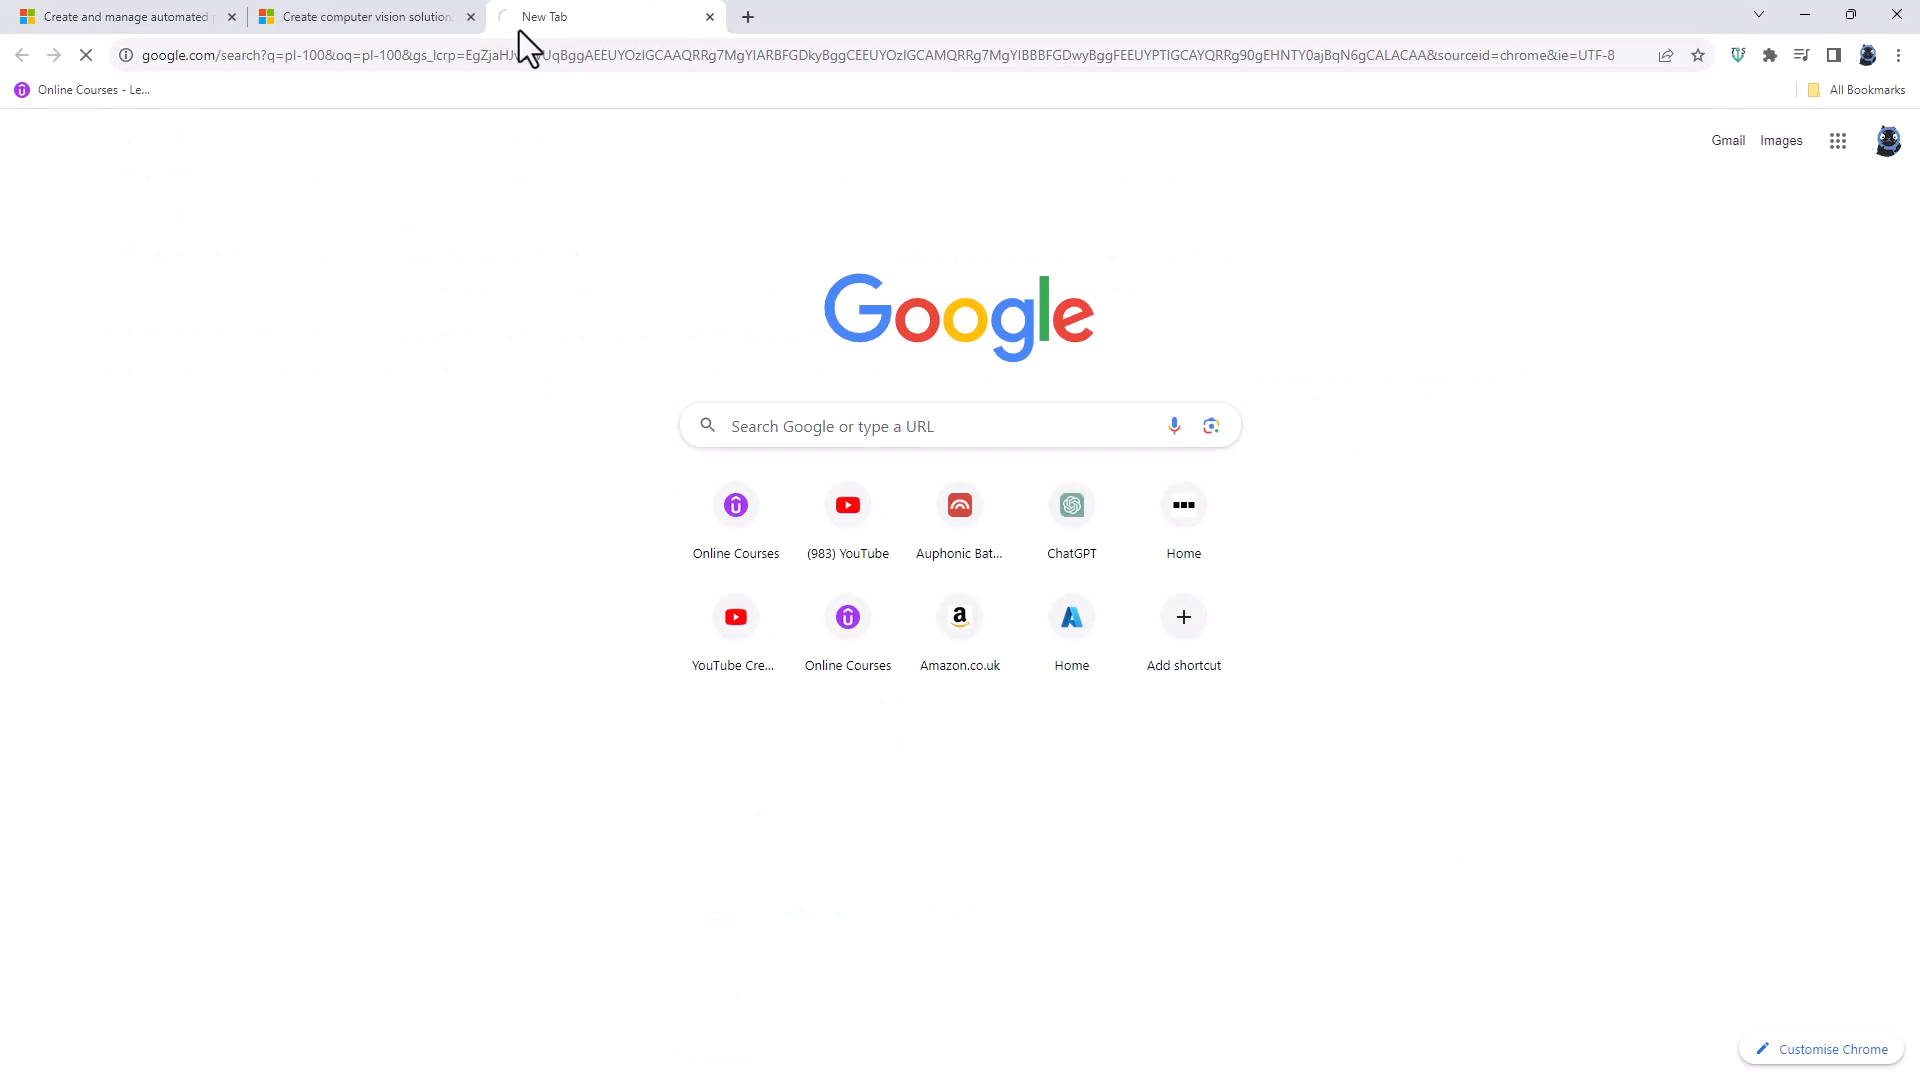 Create and manage automated
Create computer vision solution
New Tab
google.com/search?q=pl-100&oq=pl-100&gs_lcrp=EgZjaHJv
UqBggAEEUYOzIGCAAQRRg7MgYIARBFGDkyBggCEEUYOzIGCAMQRRg7MgYIBBBFGDwyBggFEEUYPTIGCAYQRRg90gEHNTY0ajBqN6gCALACAA&sourceid=chrome&ie=UTF-8
Online Courses - Le...
All Bookmarks
Gmail
Images
Google
Search Google or type a URL
Online Courses
(983) YouTube
Auphonic Bat...
ChatGPT
Home
YouTube Cre...
Online Courses
Amazon.co.uk
Home
Add shortcut
Customise Chrome